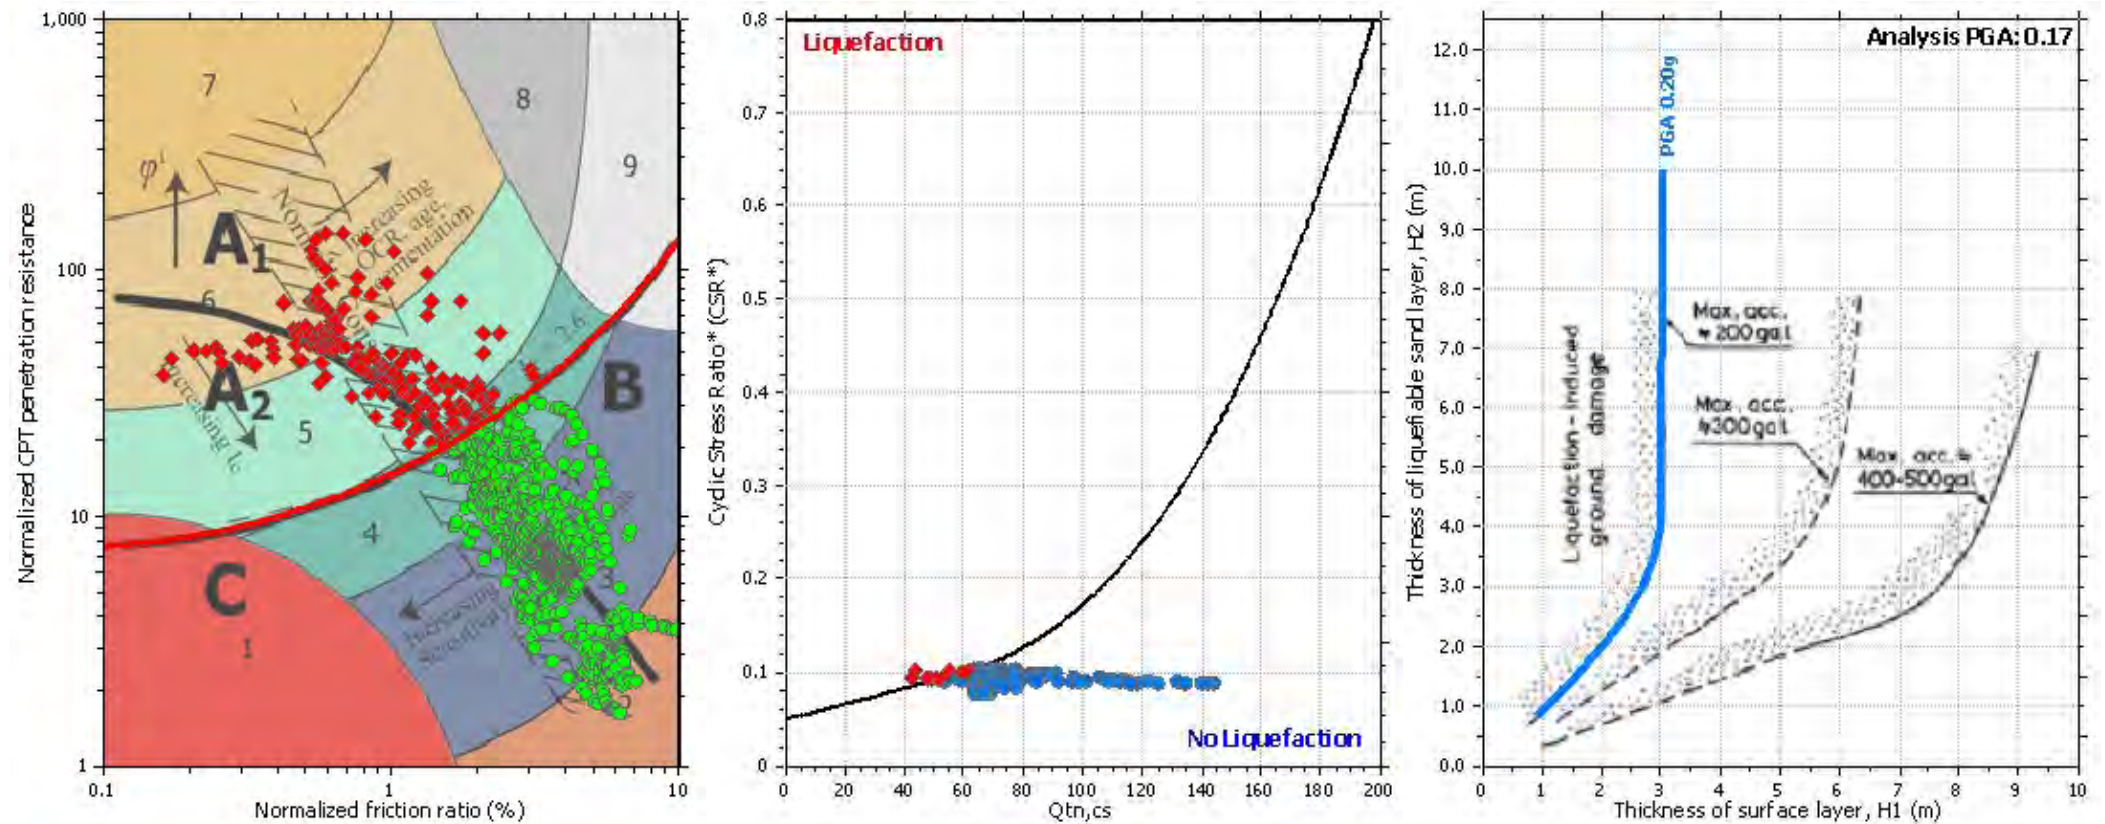 1,000
100
10
1
Normalized CPT penetration resistance
7
8
9
φ'
A1
6
Increasing
OCR, age,
cementation
A2
Increasing Ic
5
2.6
B
4
3
C
1
Increasing
0.1
1
10
Normalized friction ratio (%)
Liquefaction
0.8
0.7
0.6
0.5
0.4
0.3
0.2
0.1
0
Cyclic Stress Ratio* (CSR*)
No Liquefaction
0 20 40 60 80 100 120 140 160 180 200
Qtn,cs
Analysis PGA: 0.17
PGA 0.20g
12.0
11.0
10.0
9.0
8.0
7.0
6.0
5.0
4.0
3.0
2.0
1.0
0.0
Thickness of liquefiable sand layer, H2 (m)
Liquefaction-induced
ground damage
Max. acc.
≒200gal
Max. acc.
≒300gal
Max. acc. ≒
400-500gal
0 1 2 3 4 5 6 7 8 9 10
Thickness of surface layer, H1 (m)